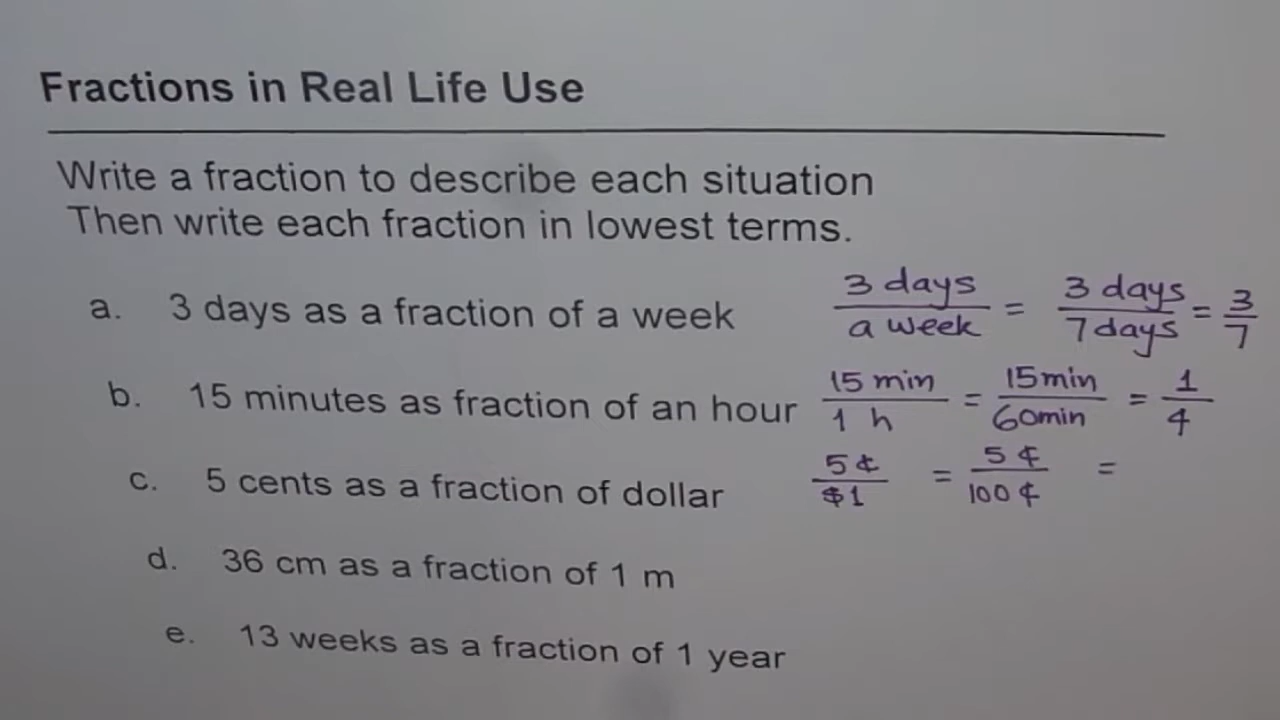 Fractions in Real Life Use
Write a fraction to describe each situation
Then write each fraction in lowest terms.
a. 3 days as a fraction of a week 3 days / a week = 3 days / 7 days = 3/7
b. 15 minutes as fraction of an hour 15 min / 1 h = 15 min / 60 min = 1/4
c. 5 cents as a fraction of dollar 5 ¢ / $1 = 5 ¢ / 100 ¢ =
d. 36 cm as a fraction of 1 m
e. 13 weeks as a fraction of 1 year